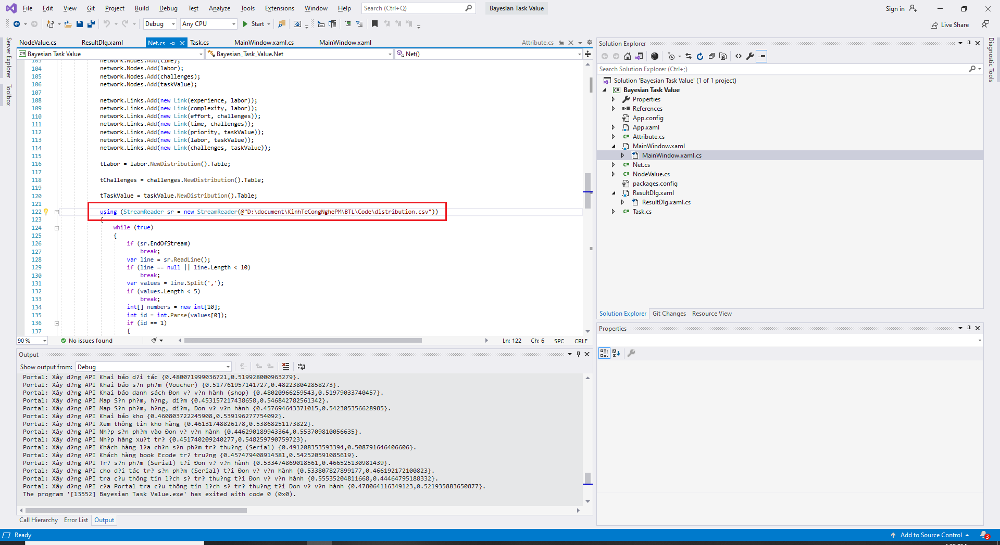 File Edit View Git Project Build Debug Test Analyze Tools Extensions Window Help Search (Ctrl+Q) Bayesian Task Value Sign in
Debug Any CPU Start Live Share
Server Explorer
Toolbox
NodeValue.cs ResultDlg.xaml Net.cs Task.cs MainWindow.xaml.cs MainWindow.xaml Attribute.cs
C# Bayesian Task Value Bayesian_Task_Value.Net Net()
103 network.Nodes.Add(time);
104 network.Nodes.Add(labor);
105 network.Nodes.Add(challenges);
106 network.Nodes.Add(taskValue);
107
108 network.Links.Add(new Link(experience, labor));
109 network.Links.Add(new Link(complexity, labor));
110 network.Links.Add(new Link(effort, challenges));
111 network.Links.Add(new Link(time, challenges));
112 network.Links.Add(new Link(priority, taskValue));
113 network.Links.Add(new Link(labor, taskValue));
114 network.Links.Add(new Link(challenges, taskValue));
115
116 tLabor = labor.NewDistribution().Table;
117
118 tChallenges = challenges.NewDistribution().Table;
119
120 tTaskValue = taskValue.NewDistribution().Table;
121
122 using (StreamReader sr = new StreamReader(@"D:\document\KinhTeCongNghePM\BTL\Code\distribution.csv"))
123 {
124 while (true)
125 {
126 if (sr.EndOfStream)
127 break;
128 var line = sr.ReadLine();
129 if (line == null || line.Length < 10)
130 break;
131 var values = line.Split(',');
132 if (values.Length < 5)
133 break;
134 int[] numbers = new int[10];
135 int id = int.Parse(values[0]);
136 if (id == 1)
137 {
90 % No issues found Ln: 122 Ch: 6 SPC CRLF
Output
Show output from: Debug
Portal: Xây d?ng API Khai báo d?i tác {0.480071999036721,0.519928000963279}.
Portal: Xây d?ng API Khai báo s?n ph?m (Voucher) {0.517761957141727,0.482238042858273}.
Portal: Xây d?ng API Khai báo danh sách Đon v? v?n hành (shop) {0.48020966259543,0.51979033740457}.
Portal: Xây d?ng API Map S?n ph?m, h?ng, di?m {0.453157217438658,0.546842782561342}.
Portal: Xây d?ng API Map S?n ph?m, h?ng, di?m, Đon v? v?n hành {0.457694643371015,0.542305356628985}.
Portal: Xây d?ng API Khai báo kho {0.460803722245908,0.539196277754092}.
Portal: Xây d?ng API Xem thông tin kho hàng {0.46131748826178,0.53868251173822}.
Portal: Xây d?ng API Nh?p s?n ph?m vào Đon v? v?n hành {0.446290189943364,0.553709810056635}.
Portal: Xây d?ng API Nh?p hàng xu?t tr? {0.451740209240277,0.548259790759723}.
Portal: Xây d?ng API Khách hàng l?a ch?n s?n ph?m tr? thu?ng (Serial) {0.491208353593394,0.508791646406606}.
Portal: Xây d?ng API Khách hàng book Ecode tr? tru?ng {0.457479408914381,0.542520591085619}.
Portal: Xây d?ng API Tr? s?n ph?m (Serial) t?i Đon v? v?n hành {0.533474869018561,0.466525130981439}.
Portal: Xây d?ng API cho d?i tác tr? s?n ph?m (Serial) t?i Đon v? v?n hành {0.533807827899177,0.466192172100823}.
Portal: Xây d?ng API tra c?u thông tin l?ch s? tr? thu?ng t?i Đon v? v?n hành {0.55535204811668,0.44464795188332}.
Portal: Xây d?ng API c?a Portal tra c?u thông tin l?ch s? tr? thu?ng t?i Đon v? v?n hành {0.478064116349123,0.521935883650877}.
The program '[13552] Bayesian Task Value.exe' has exited with code 0 (0x0).
Call Hierarchy Error List Output
Solution Explorer
Search Solution Explorer (Ctrl+;)
Solution 'Bayesian Task Value' (1 of 1 project)
C# Bayesian Task Value
Properties
References
App.config
App.xaml
C# Attribute.cs
MainWindow.xaml
MainWindow.xaml.cs
C# Net.cs
C# NodeValue.cs
packages.config
ResultDlg.xaml
ResultDlg.xaml.cs
C# Task.cs
Solution Explorer Git Changes Resource View
Properties
Diagnostic Tools
Ready Add to Source Control 3